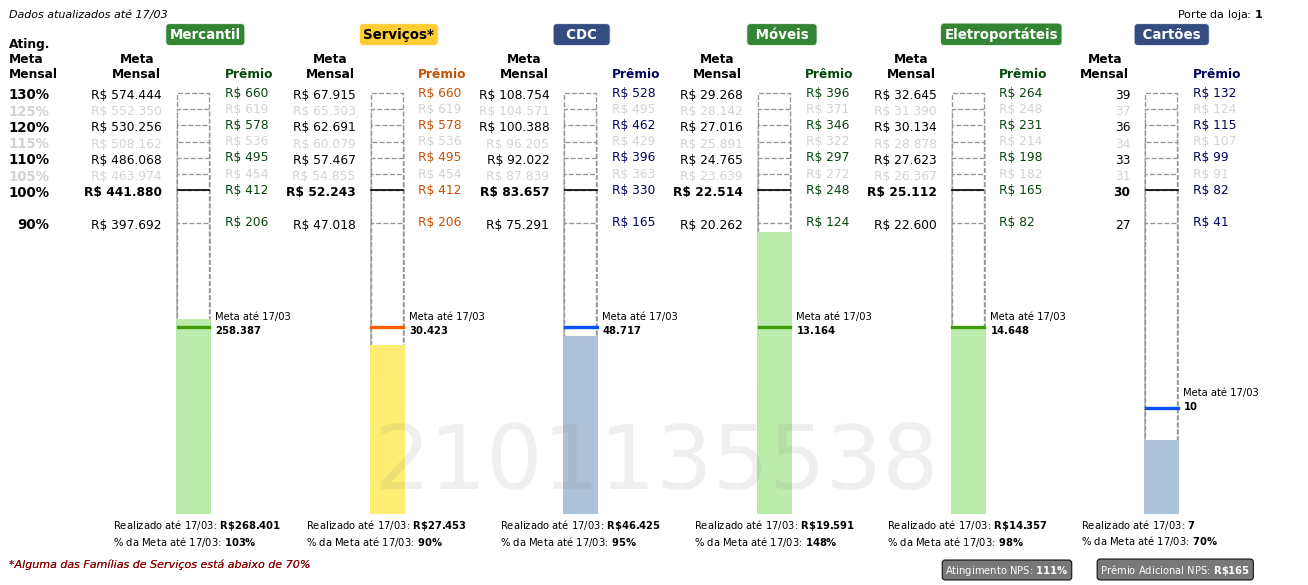 Dados atualizados até 17/03
Porte da loja: 1
Mercantil Serviços* CDC Móveis Eletroportáteis Cartões
Ating.
Meta Meta Meta Meta Meta Meta Meta
Mensal Mensal Prêmio Mensal Prêmio Mensal Prêmio Mensal Prêmio Mensal Prêmio Mensal Prêmio
130% R$ 574.444 R$ 660 R$ 67.915 R$ 660 R$ 108.754 R$ 528 R$ 29.268 R$ 396 R$ 32.645 R$ 264 39 R$ 132
125% R$ 552.350 R$ 619 R$ 65.303 R$ 619 R$ 104.571 R$ 495 R$ 28.142 R$ 371 R$ 31.390 R$ 248 37 R$ 124
120% R$ 530.256 R$ 578 R$ 62.691 R$ 578 R$ 100.388 R$ 462 R$ 27.016 R$ 346 R$ 30.134 R$ 231 36 R$ 115
115% R$ 508.162 R$ 536 R$ 60.079 R$ 536 R$ 96.205 R$ 429 R$ 25.891 R$ 322 R$ 28.878 R$ 214 34 R$ 107
110% R$ 486.068 R$ 495 R$ 57.467 R$ 495 R$ 92.022 R$ 396 R$ 24.765 R$ 297 R$ 27.623 R$ 198 33 R$ 99
105% R$ 463.974 R$ 454 R$ 54.855 R$ 454 R$ 87.839 R$ 363 R$ 23.639 R$ 272 R$ 26.367 R$ 182 31 R$ 91
100% R$ 441.880 R$ 412 R$ 52.243 R$ 412 R$ 83.657 R$ 330 R$ 22.514 R$ 248 R$ 25.112 R$ 165 30 R$ 82
90% R$ 397.692 R$ 206 R$ 47.018 R$ 206 R$ 75.291 R$ 165 R$ 20.262 R$ 124 R$ 22.600 R$ 82 27 R$ 41
Meta até 17/03 Meta até 17/03 Meta até 17/03 Meta até 17/03 Meta até 17/03
258.387 30.423 48.717 13.164 14.648
Meta até 17/03
10
2101135538
Realizado até 17/03: R$268.401 Realizado até 17/03: R$27.453 Realizado até 17/03: R$46.425 Realizado até 17/03: R$19.591 Realizado até 17/03: R$14.357 Realizado até 17/03: 7
% da Meta até 17/03: 103% % da Meta até 17/03: 90% % da Meta até 17/03: 95% % da Meta até 17/03: 148% % da Meta até 17/03: 98% % da Meta até 17/03: 70%
*Alguma das Famílias de Serviços está abaixo de 70%
Atingimento NPS: 111% Prêmio Adicional NPS: R$165